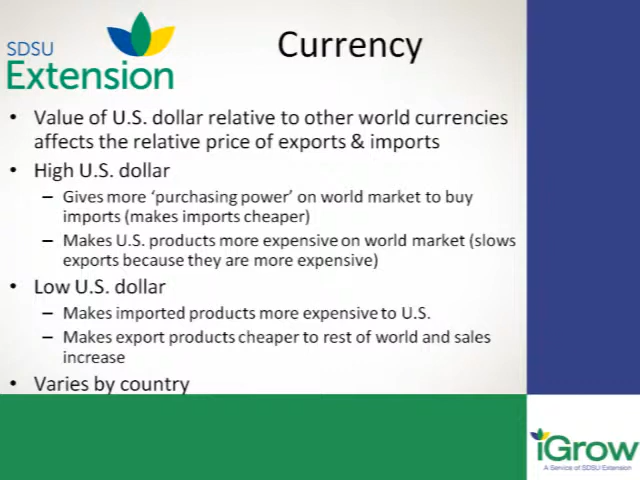 SDSU
Extension
Currency
• Value of U.S. dollar relative to other world currencies
affects the relative price of exports & imports
• High U.S. dollar
– Gives more ‘purchasing power’ on world market to buy
imports (makes imports cheaper)
– Makes U.S. products more expensive on world market (slows
exports because they are more expensive)
• Low U.S. dollar
– Makes imported products more expensive to U.S.
– Makes export products cheaper to rest of world and sales
increase
• Varies by country
iGrow
A Service of SDSU Extension